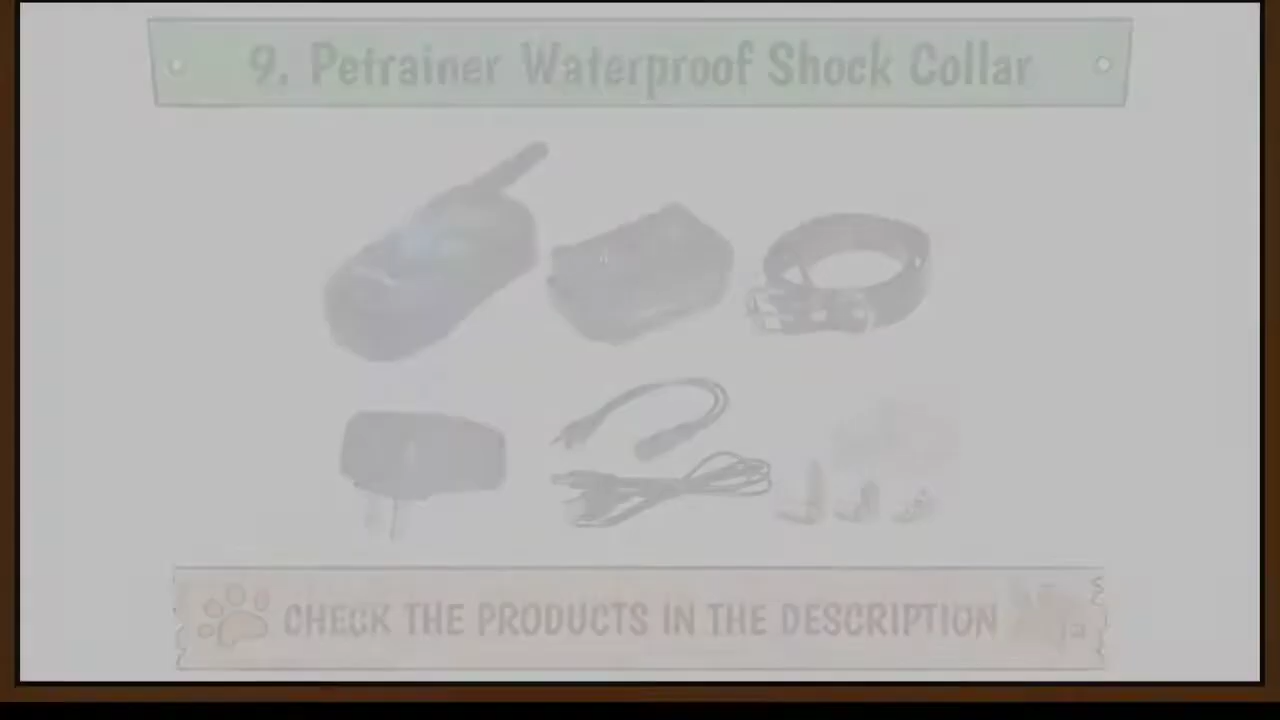 9. Petrainer Waterproof Shock Collar
CHECK THE PRODUCTS IN THE DESCRIPTION